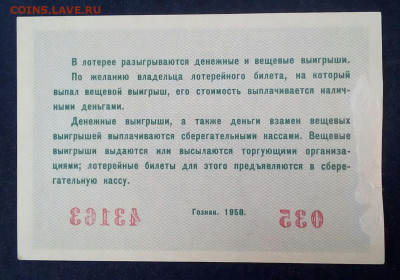 COINS.LAVE.RU
В лотерее разыгрываются денежные и вещевые выигрыши.
По желанию владельца лотерейного билета, на который
выпал вещевой выигрыш, его стоимость выплачивается налич-
ными деньгами.
Денежные выигрыши, а также деньги взамен вещевых
выигрышей выплачиваются сберегательными кассами. Вещевые
выигрыши выдаются или высылаются торгующими организа-
циями; лотерейные билеты для этого предъявляются в сбере-
гательную кассу.
43163 Гознак. 1958. 035